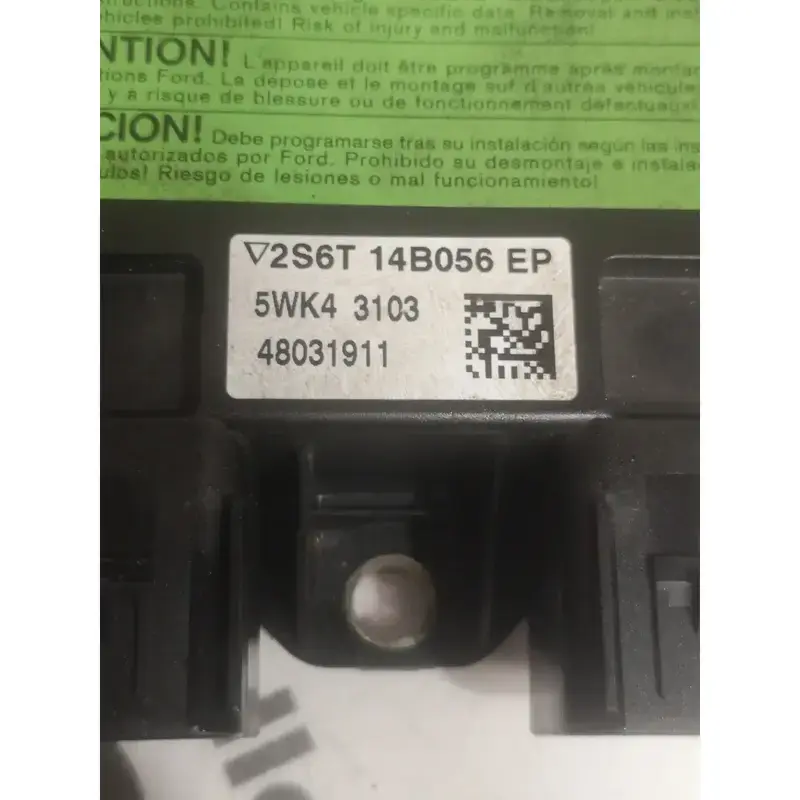 structions. Contains vehicle specific data. Removal and inst
vehicles prohibited! Risk of injury and malfunction!
NTION! L'appareil doit être programmé après montag
tions Ford. La dépose et le montage suf d'autres véhicule
y a risque de blessure ou de fonctionnement défectueux!
CION! Debe programarse tras su instalación según las ins
autorizados por Ford. Prohibido su desmontaje e instala
ulos! Riesgo de lesiones o mal funcionamiento!
▽2S6T 14B056 EP
5WK4 3103
48031911